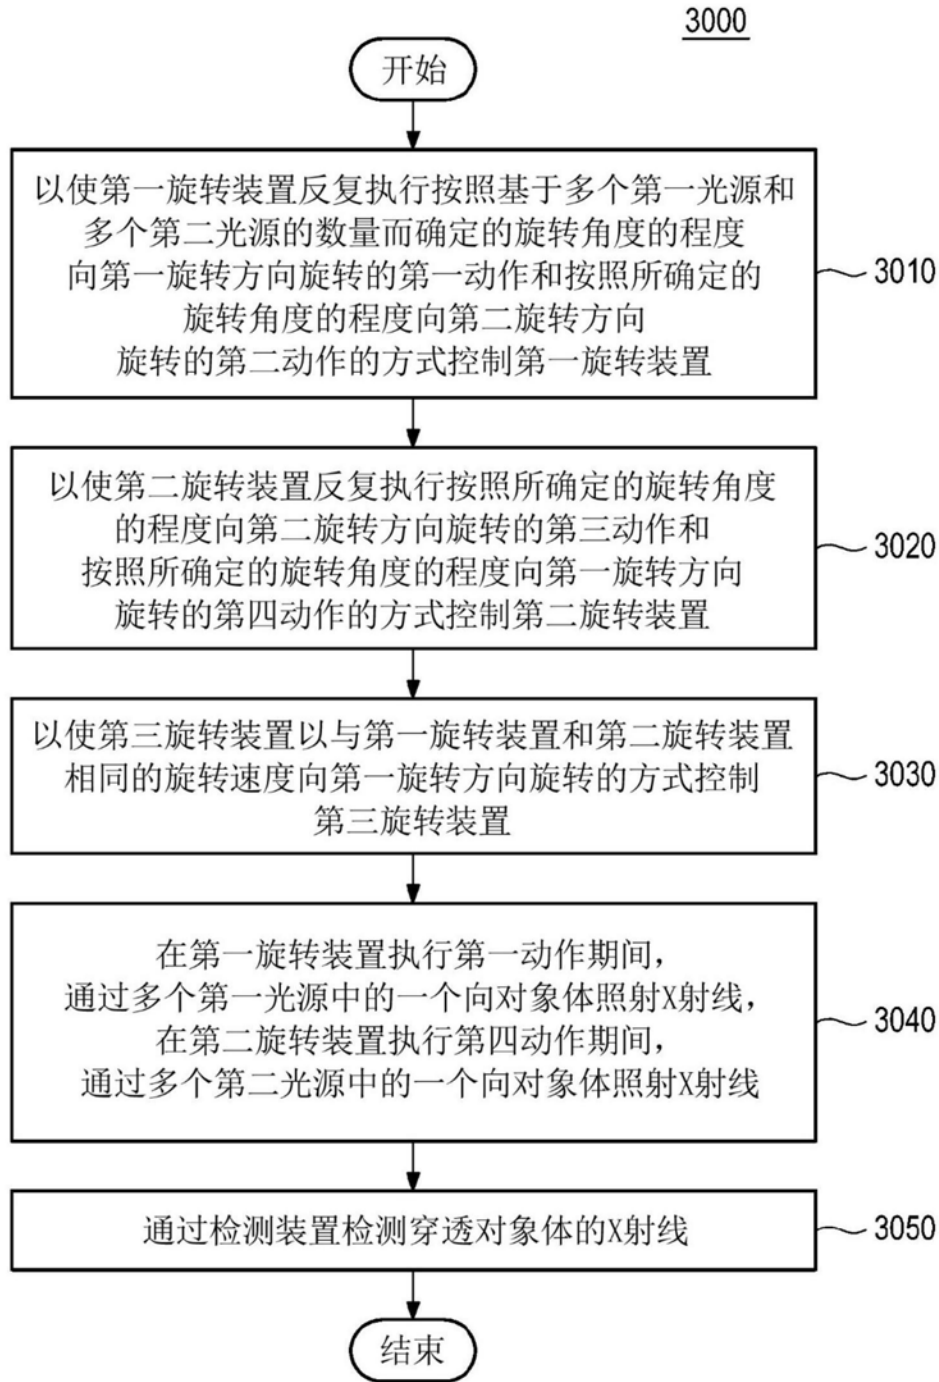 3000
开始
以使第一旋转装置反复执行按照基于多个第一光源和
多个第二光源的数量而确定的旋转角度的程度
向第一旋转方向旋转的第一动作和按照所确定的
旋转角度的程度向第二旋转方向
旋转的第二动作的方式控制第一旋转装置
3010
以使第二旋转装置反复执行按照所确定的旋转角度
的程度向第二旋转方向旋转的第三动作和
按照所确定的旋转角度的程度向第一旋转方向
旋转的第四动作的方式控制第二旋转装置
3020
以使第三旋转装置以与第一旋转装置和第二旋转装置
相同的旋转速度向第一旋转方向旋转的方式控制
第三旋转装置
3030
在第一旋转装置执行第一动作期间，
通过多个第一光源中的一个向对象体照射X射线，
在第二旋转装置执行第四动作期间，
通过多个第二光源中的一个向对象体照射X射线
3040
通过检测装置检测穿透对象体的X射线
3050
结束